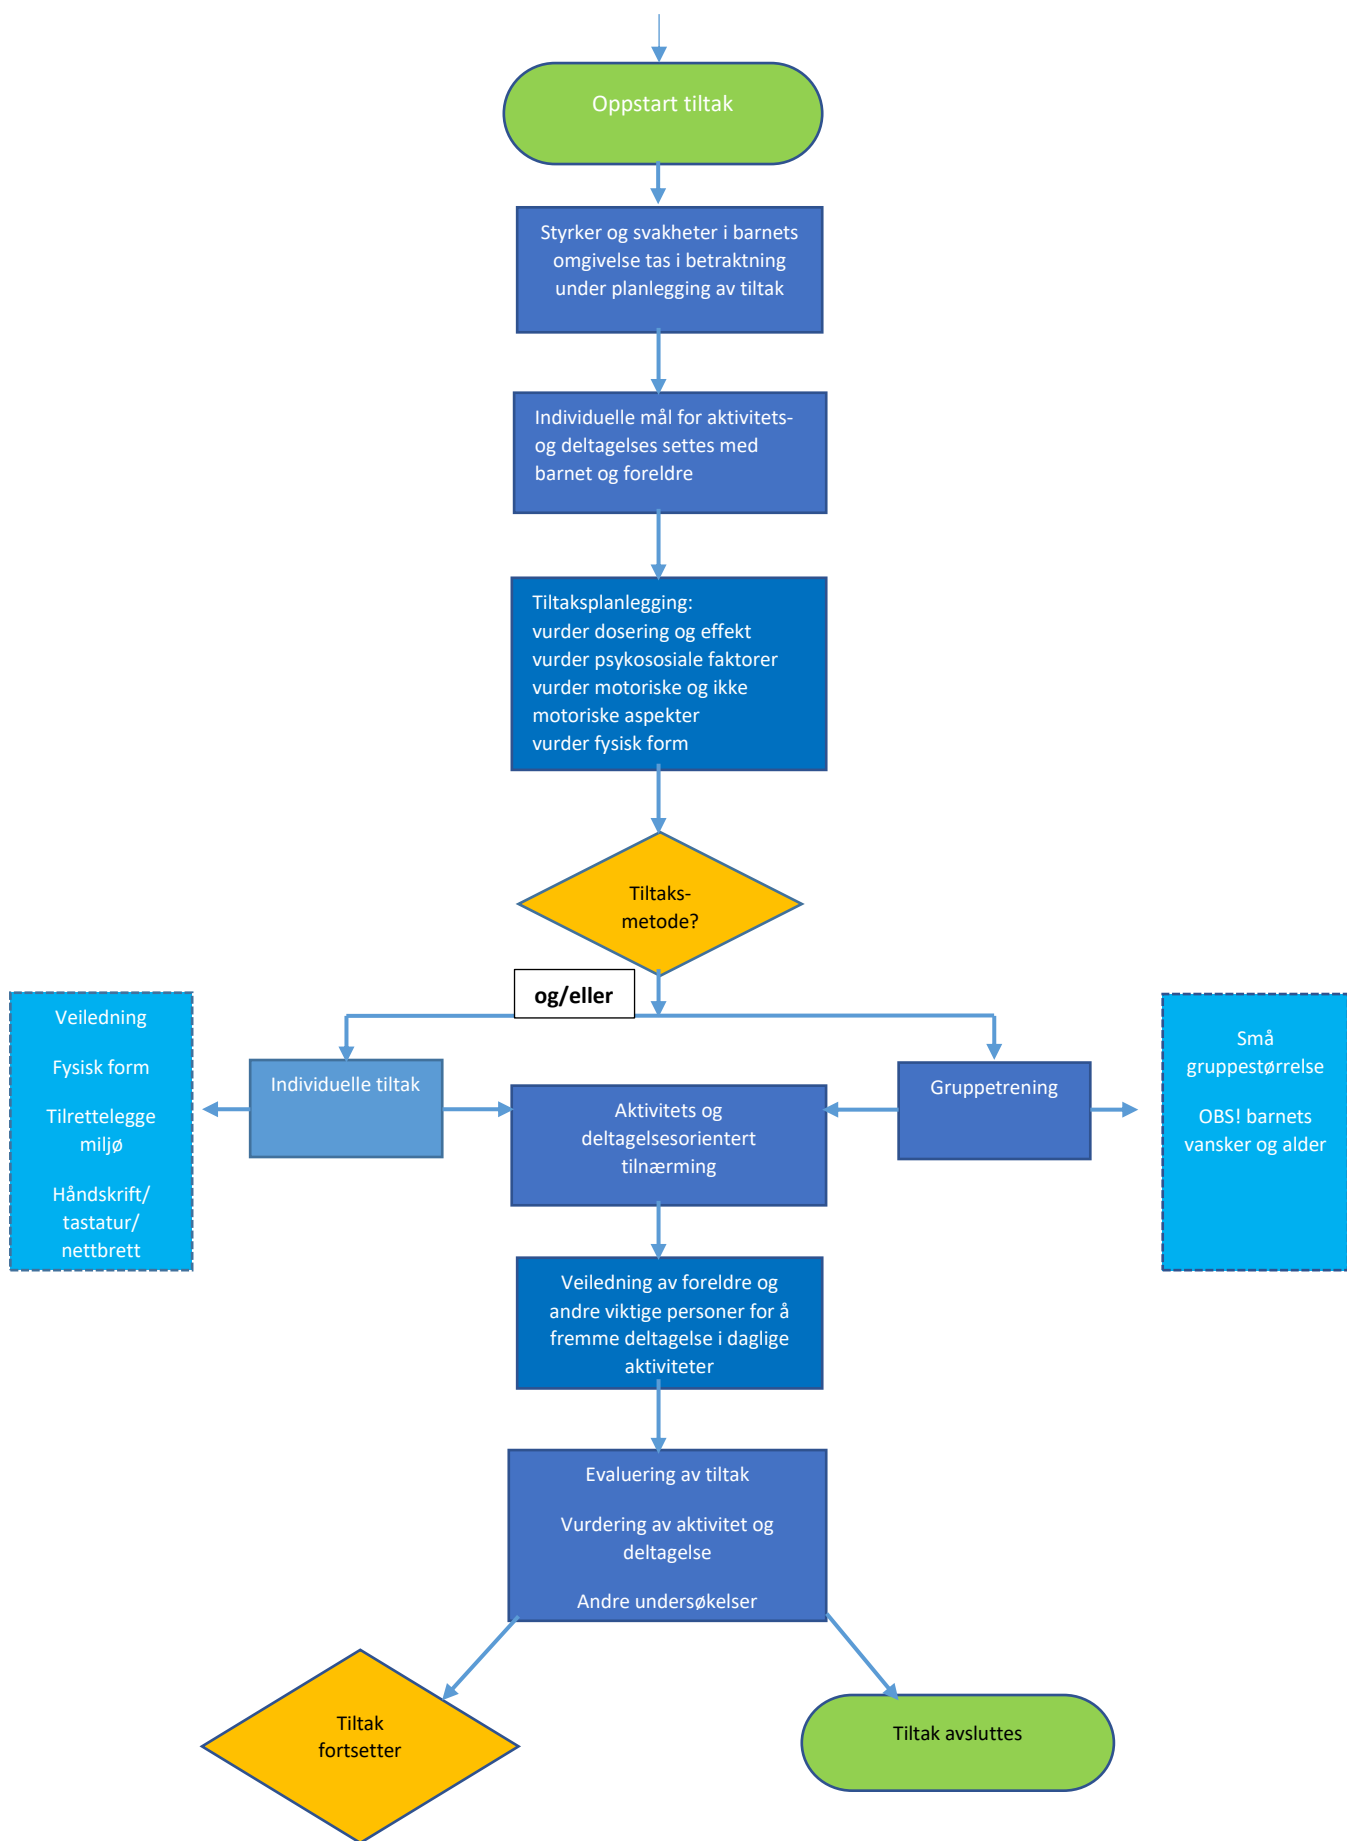 Oppstart tiltak
Styrker og svakheter i barnets
omgivelse tas i betraktning
under planlegging av tiltak
Individuelle mål for aktivitets-
og deltagelses settes med
barnet og foreldre
Tiltaksplanlegging:
vurder dosering og effekt
vurder psykososiale faktorer
vurder motoriske og ikke
motoriske aspekter
vurder fysisk form
Tiltaks-
metode?
og/eller
Veiledning
Fysisk form
Tilrettelegge
miljø
Håndskrift/
tastatur/
nettbrett
Individuelle tiltak
Aktivitets og
deltagelsesorientert
tilnærming
Gruppetrening
Små
gruppestørrelse
OBS! barnets
vansker og alder
Veiledning av foreldre og
andre viktige personer for å
fremme deltagelse i daglige
aktiviteter
Evaluering av tiltak
Vurdering av aktivitet og
deltagelse
Andre undersøkelser
Tiltak
fortsetter
Tiltak avsluttes